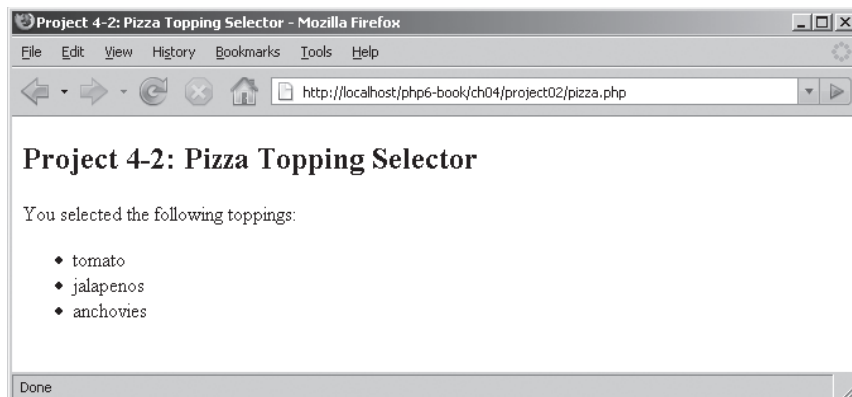 Project 4-2: Pizza Topping Selector - Mozilla Firefox
File Edit View History Bookmarks Tools Help
http://localhost/php6-book/ch04/project02/pizza.php
Project 4-2: Pizza Topping Selector
You selected the following toppings:
tomato
jalapenos
anchovies
Done